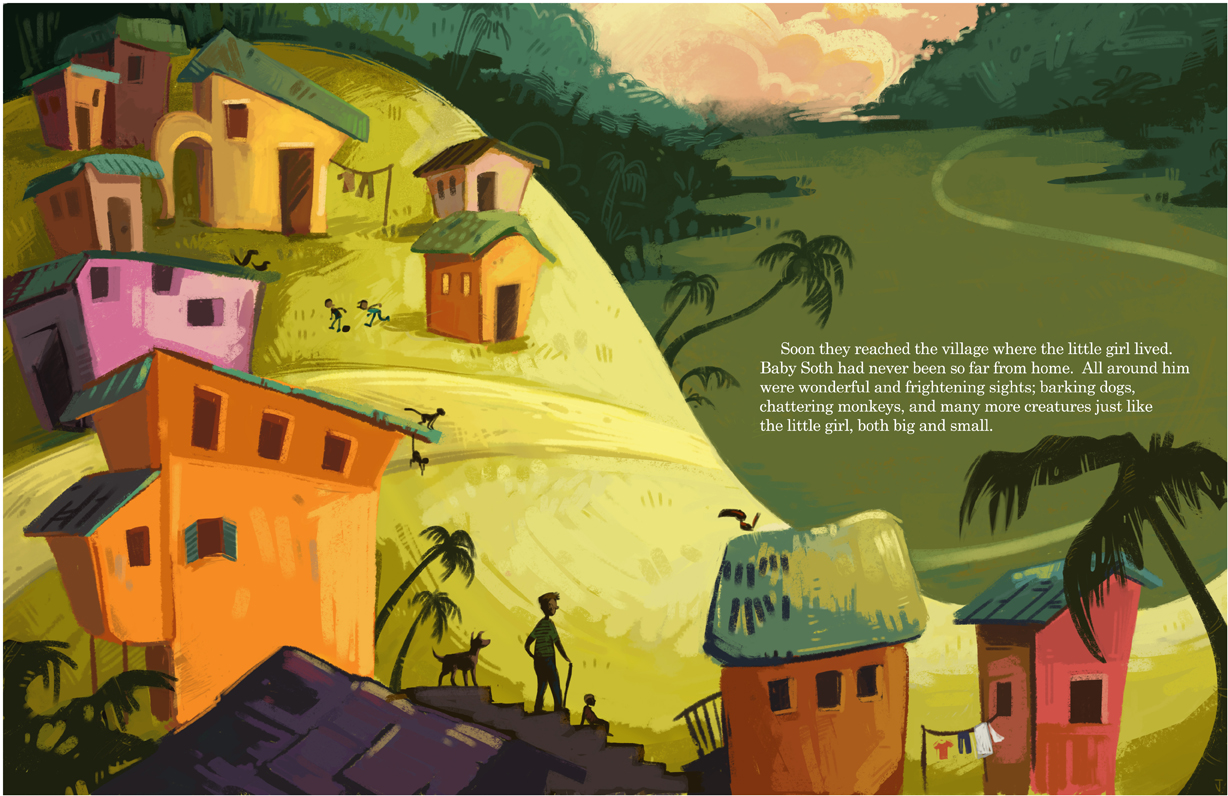 Soon they reached the village where the little girl lived.
Baby Soth had never been so far from home.  All around him
were wonderful and frightening sights; barking dogs,
chattering monkeys, and many more creatures just like
the little girl, both big and small.